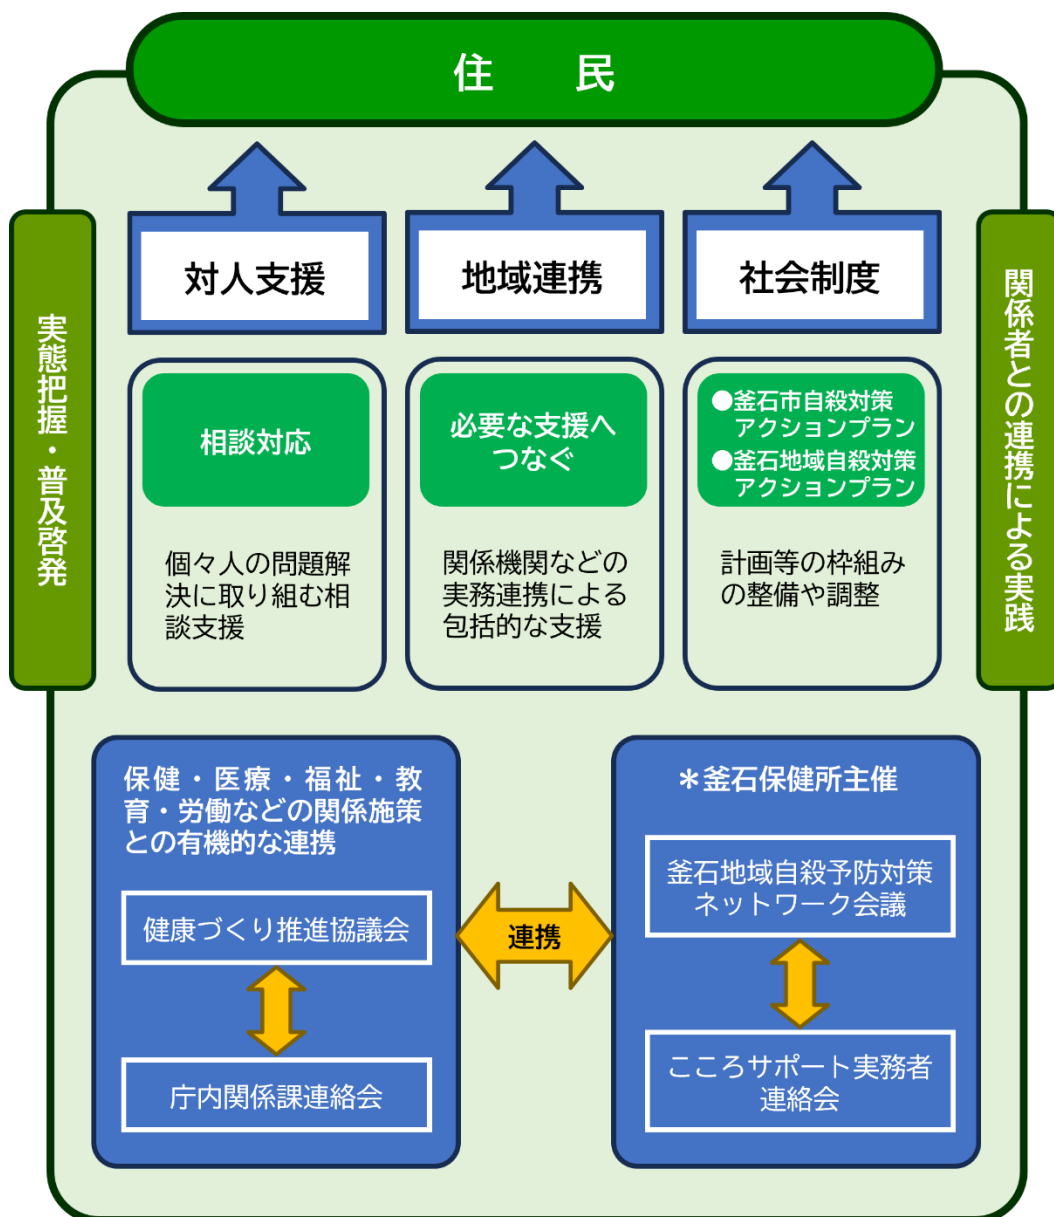 住　民
対人支援
地域連携
社会制度
実態把握・普及啓発
関係者との連携による実践
相談対応
個々人の問題解
決に取り組む相
談支援
必要な支援へ
つなぐ
関係機関などの
実務連携による
包括的な支援
●釜石市自殺対策
アクションプラン
●釜石地域自殺対策
アクションプラン
計画等の枠組み
の整備や調整
保健・医療・福祉・教
育・労働などの関係施策
との有機的な連携
健康づくり推進協議会
庁内関係課連絡会
連携
＊釜石保健所主催
釜石地域自殺予防対策
ネットワーク会議
こころサポート実務者
連絡会